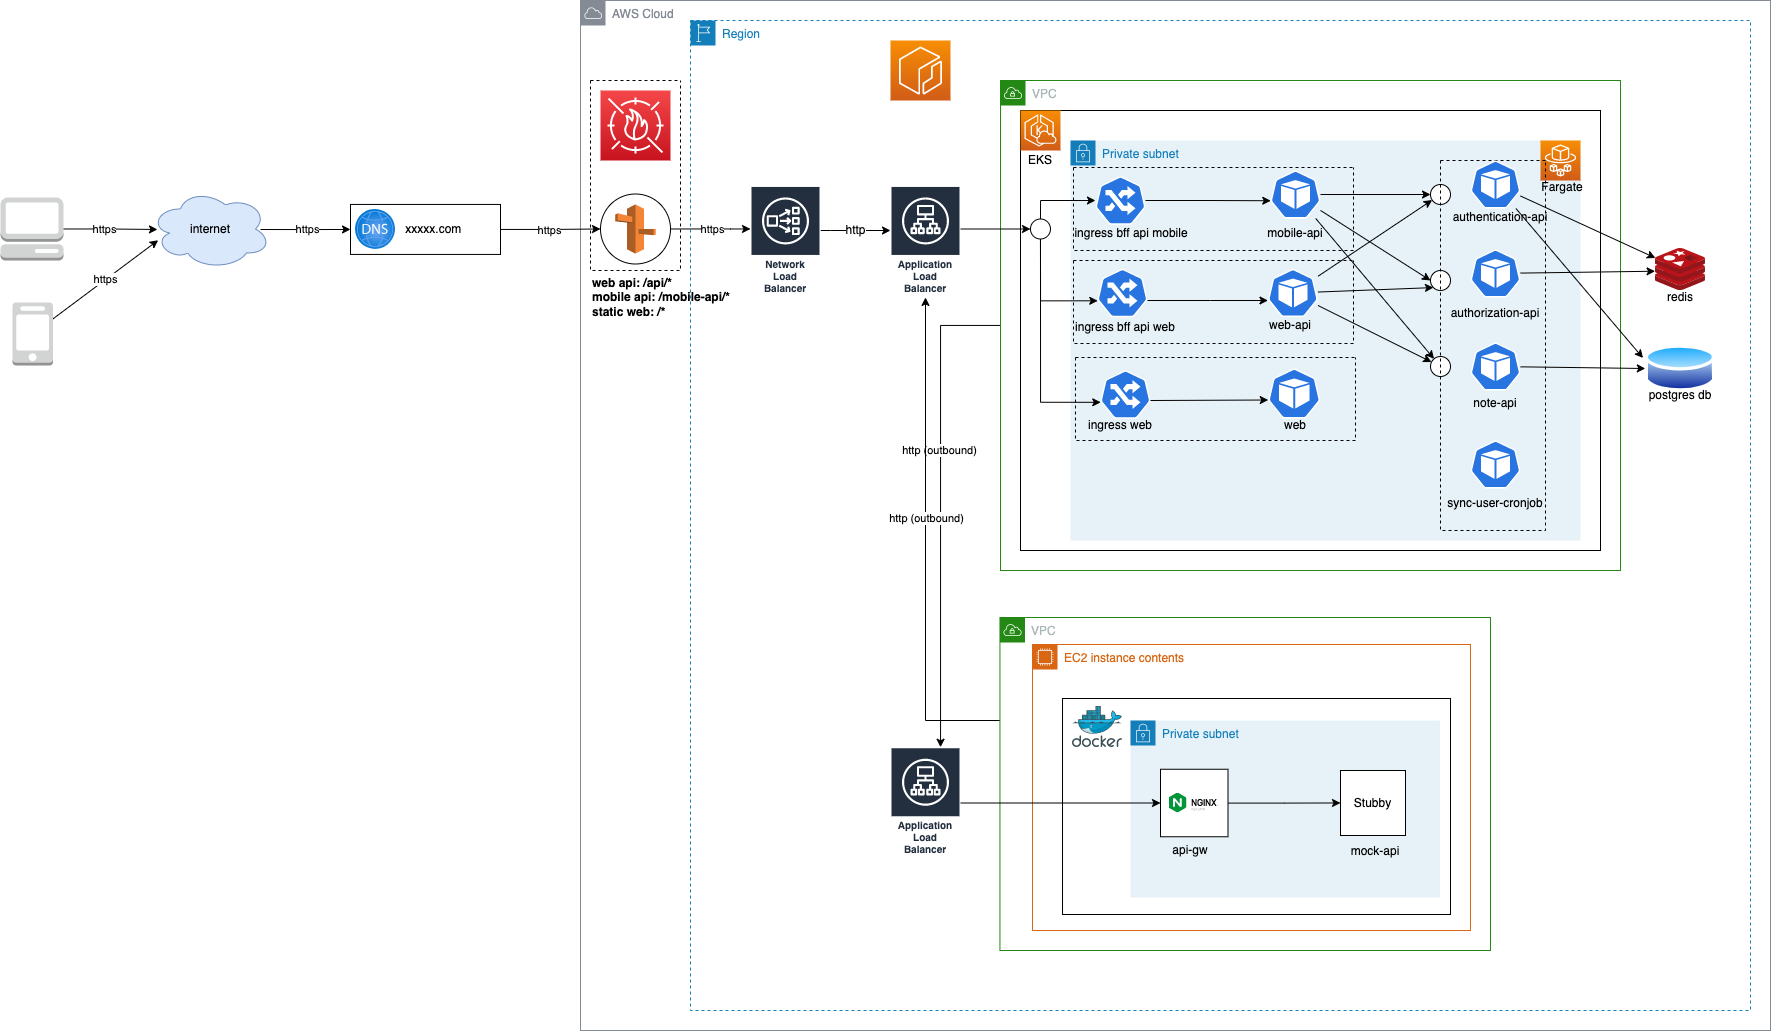 AWS Cloud
Region
https
https
internet
https
DNS
xxxxx.com
https
web api: /api/*
mobile api: /mobile-api/*
static web: /*
https
Network
Load
Balancer
http
Application
Load
Balancer
VPC
EKS
Private subnet
Fargate
ingress bff api mobile
mobile-api
authentication-api
ingress bff api web
web-api
authorization-api
ingress web
web
note-api
sync-user-cronjob
redis
postgres db
http (outbound)
http (outbound)
VPC
EC2 instance contents
docker
Private subnet
Application
Load
Balancer
N NGINX
api-gw
Stubby
mock-api